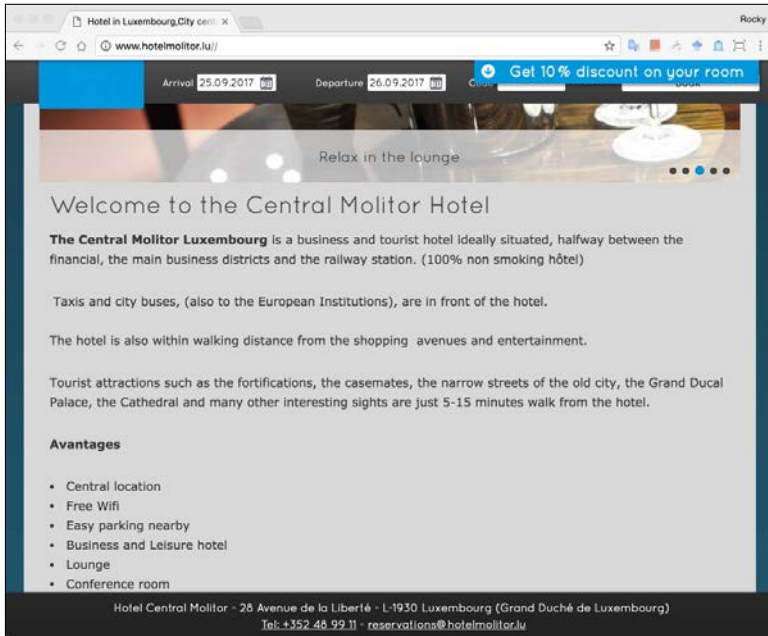 Hotel in Luxembourg,City cent
Rocky
www.hotelmolitor.lu//
Arrival 25.09.2017 Departure 26.09.2017
Get 10% discount on your room
Relax in the lounge
Welcome to the Central Molitor Hotel
The Central Molitor Luxembourg is a business and tourist hotel ideally situated, halfway between the
financial, the main business districts and the railway station. (100% non smoking hôtel)
Taxis and city buses, (also to the European Institutions), are in front of the hotel.
The hotel is also within walking distance from the shopping avenues and entertainment.
Tourist attractions such as the fortifications, the casemates, the narrow streets of the old city, the Grand Ducal
Palace, the Cathedral and many other interesting sights are just 5-15 minutes walk from the hotel.
Avantages
• Central location
• Free Wifi
• Easy parking nearby
• Business and Leisure hotel
• Lounge
• Conference room
Hotel Central Molitor - 28 Avenue de la Liberté - L-1930 Luxembourg (Grand Duché de Luxembourg)
Tel: +352 48 99 11 - reservations@hotelmolitor.lu